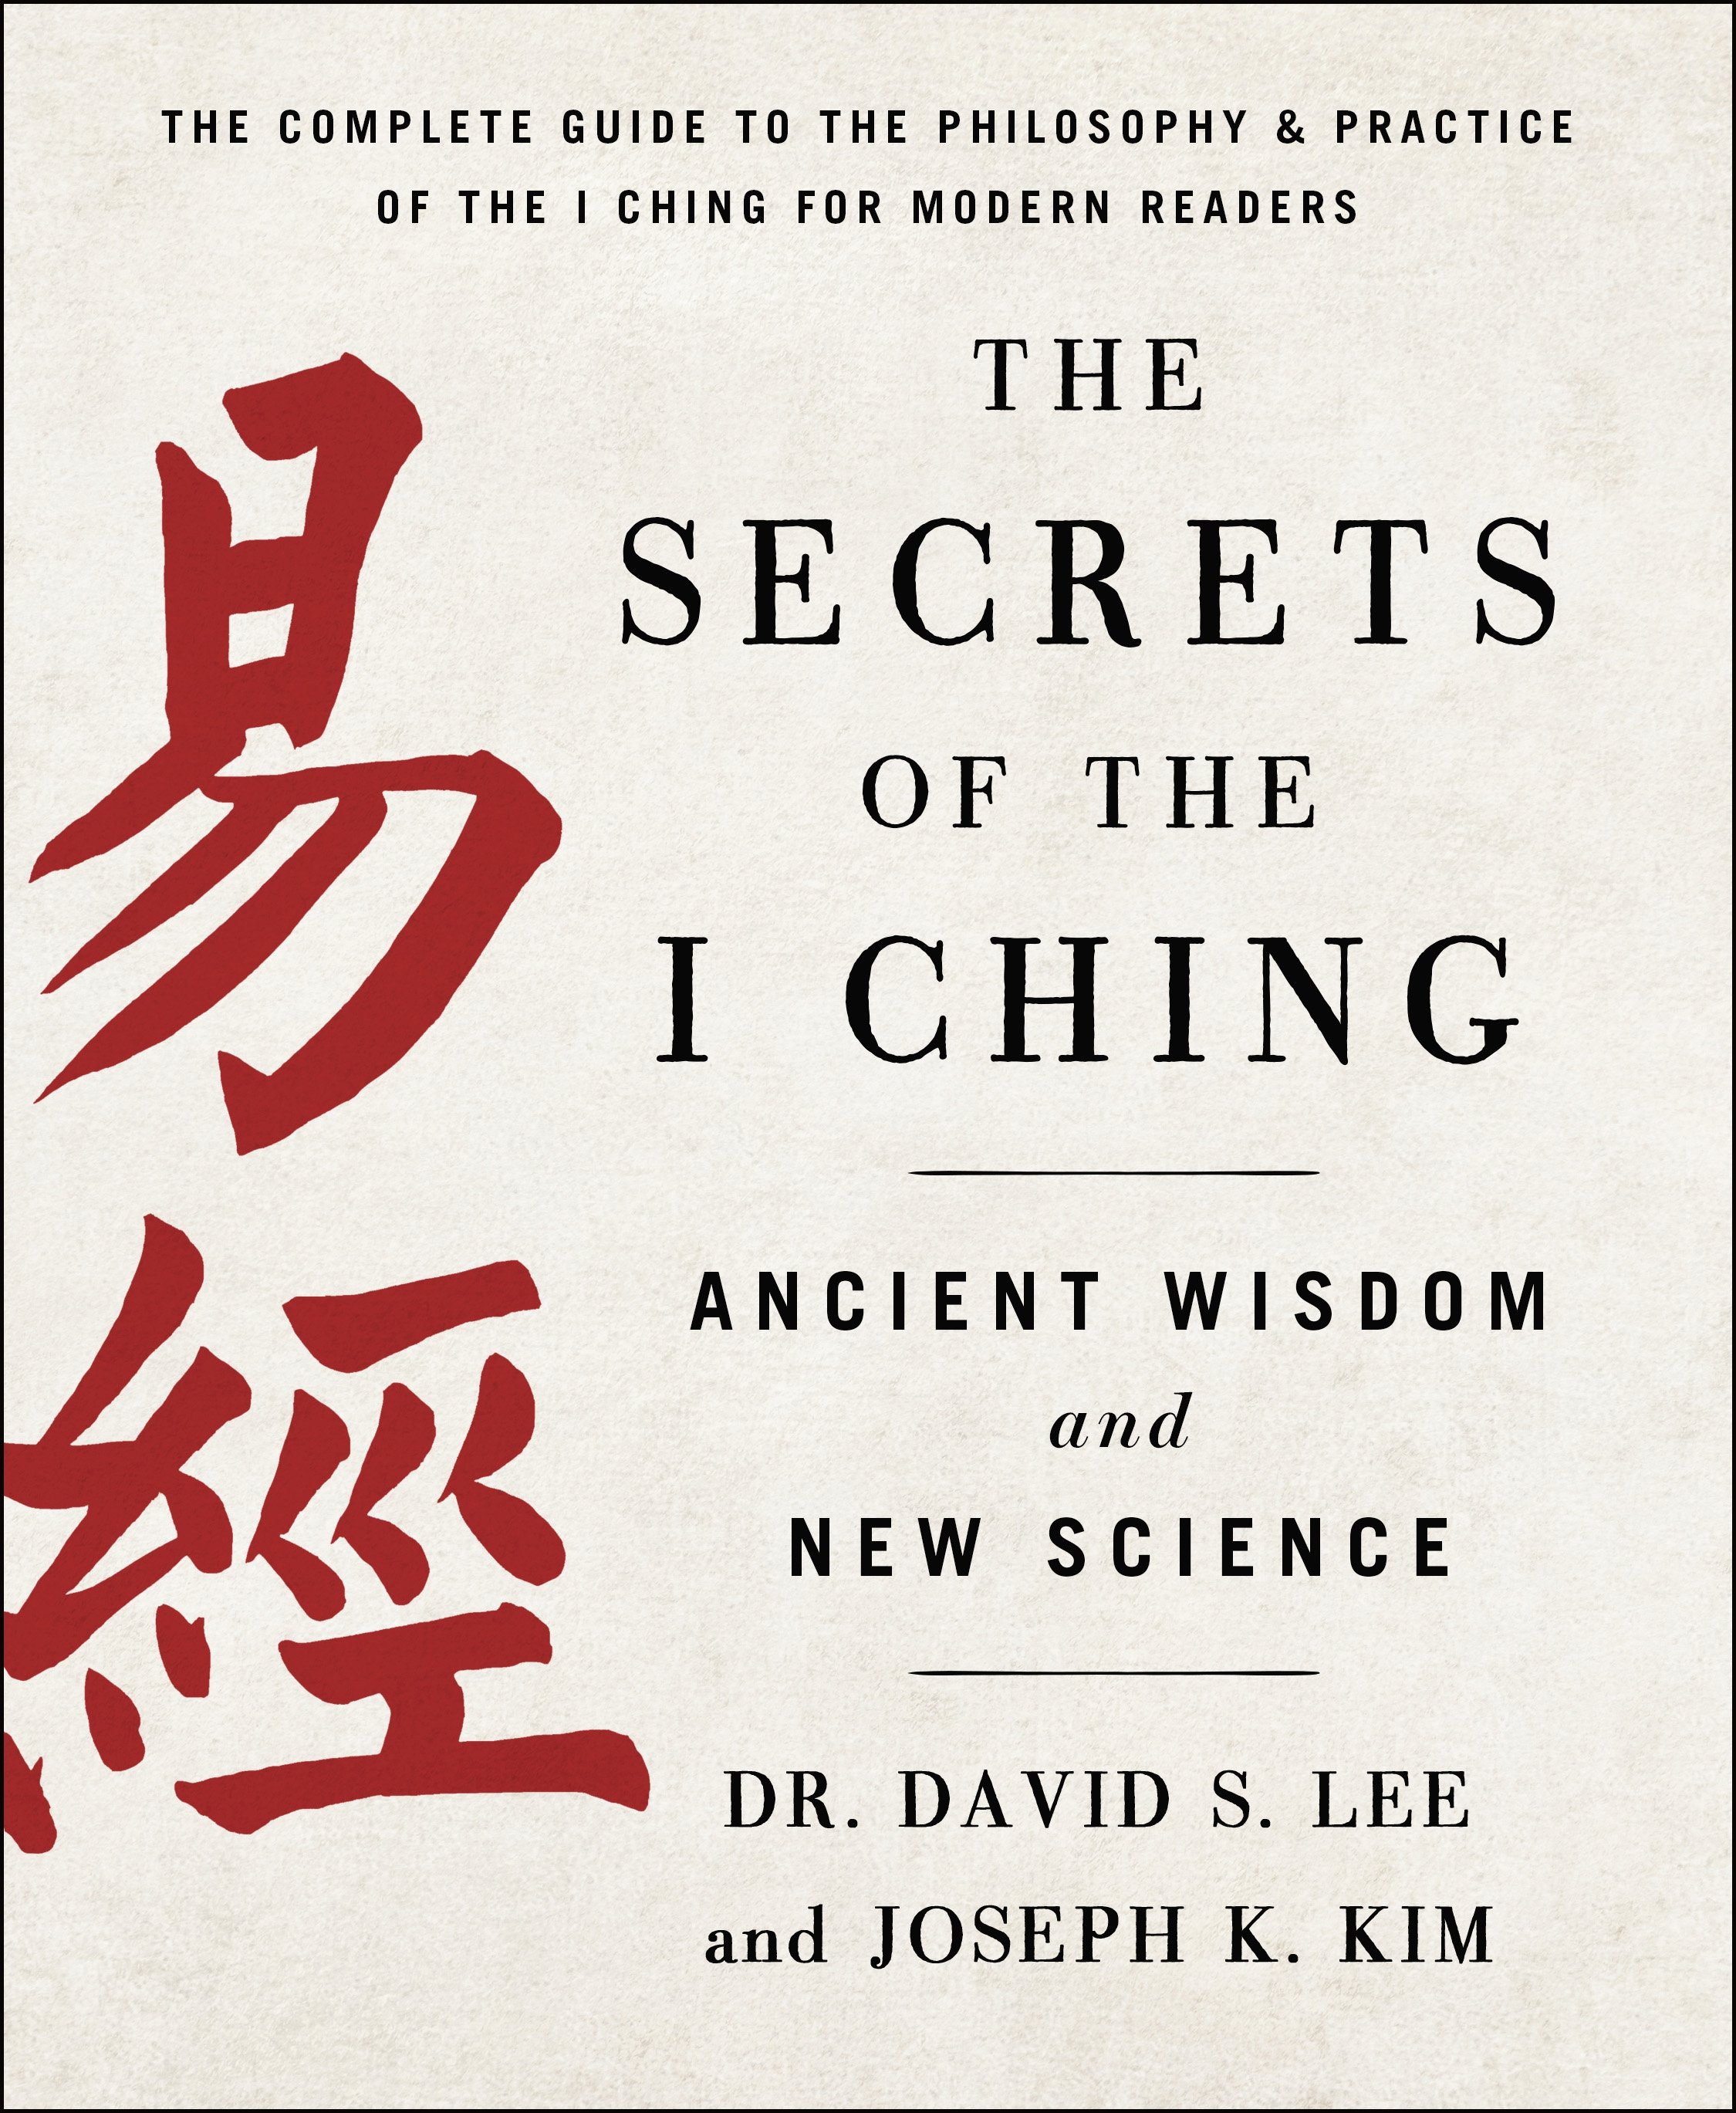 THE COMPLETE GUIDE TO THE PHILOSOPHY & PRACTICE
OF THE I CHING FOR MODERN READERS
易
經
THE
SECRETS
OF THE
I CHING
ANCIENT WISDOM
and
NEW SCIENCE
DR. DAVID S. LEE
and JOSEPH K. KIM